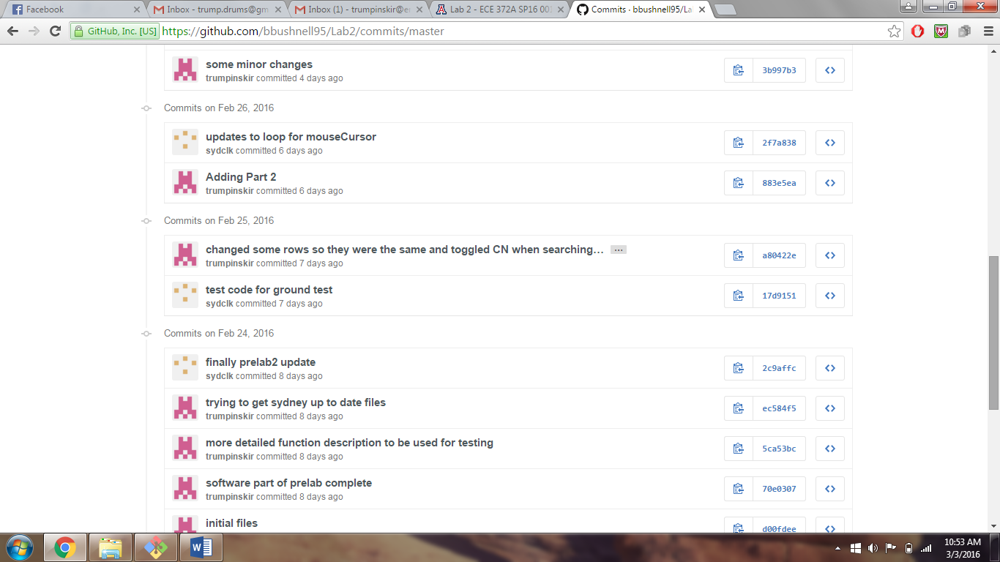 Facebook
Inbox - trump.drums@gm
Inbox (1) - trumpinskir@e
Lab 2 - ECE 372A SP16 001
Commits · bbushnell95/La
GitHub, Inc. [US] https://github.com/bbushnell95/Lab2/commits/master
some minor changes
trumpinskir committed 4 days ago
3b997b3
Commits on Feb 26, 2016
updates to loop for mouseCursor
sydclk committed 6 days ago
2f7a838
Adding Part 2
trumpinskir committed 6 days ago
883e5ea
Commits on Feb 25, 2016
changed some rows so they were the same and toggled CN when searching… …
trumpinskir committed 7 days ago
a80422e
test code for ground test
sydclk committed 7 days ago
17d9151
Commits on Feb 24, 2016
finally prelab2 update
sydclk committed 8 days ago
2c9affc
trying to get sydney up to date files
trumpinskir committed 8 days ago
ec584f5
more detailed function description to be used for testing
trumpinskir committed 8 days ago
5ca53bc
software part of prelab complete
trumpinskir committed 8 days ago
70e0307
initial files
d00fdee
10:53 AM
3/3/2016